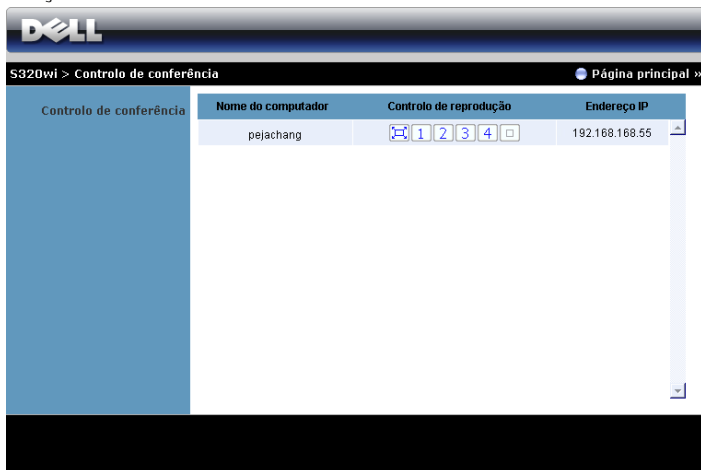 DELL
S320wi > Controlo de conferência
Página principal »
Controlo de conferência
Nome do computador Controlo de reprodução Endereço IP
pejachang 1 2 3 4 192.168.168.55